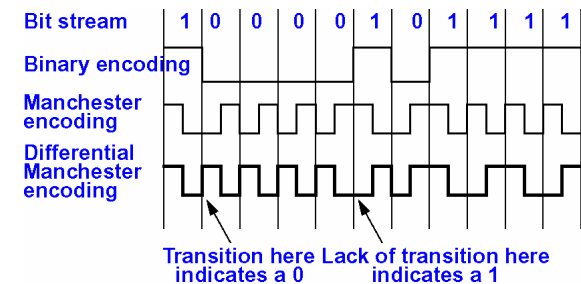 Bit stream 1 0 0 0 0 1 0 1 1 1 1
Binary encoding
Manchester
encoding
Differential
Manchester
encoding
Transition here Lack of transition here
indicates a 0 indicates a 1